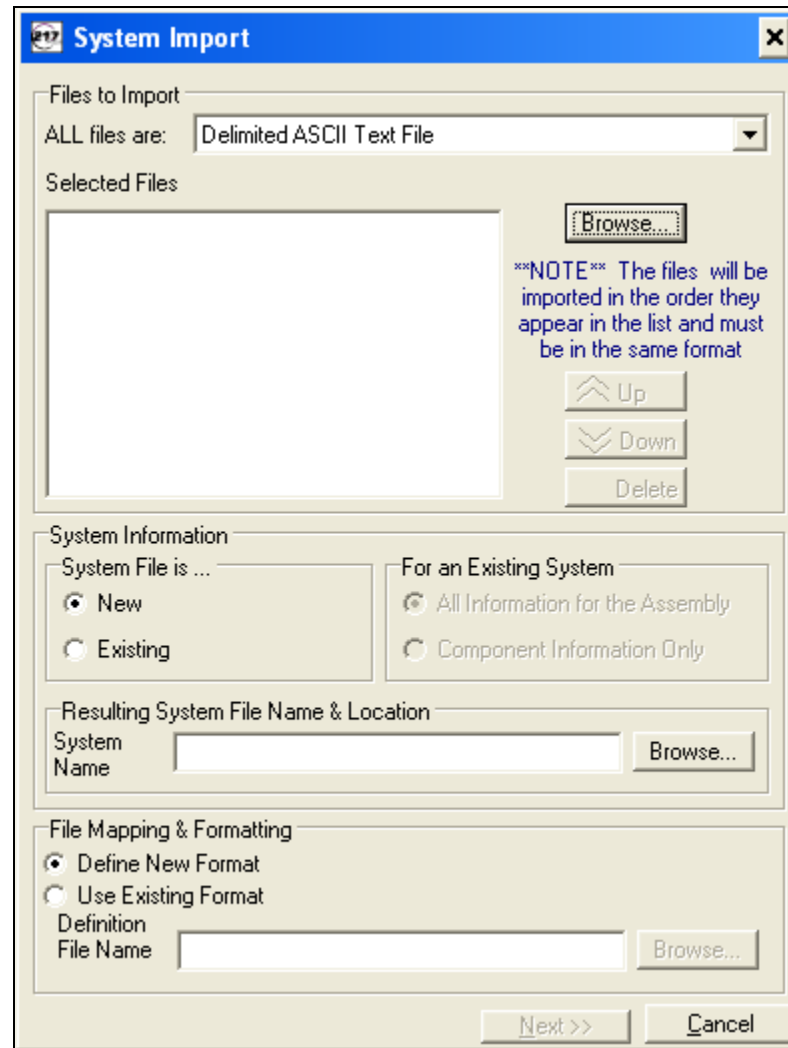 217 System Import
Files to Import
ALL files are: Delimited ASCII Text File
Selected Files
Browse...
**NOTE** The files will be
imported in the order they
appear in the list and must
be in the same format
Up
Down
Delete
System Information
System File is ...
New
Existing
For an Existing System
All Information for the Assembly
Component Information Only
Resulting System File Name & Location
System
Name
Browse...
File Mapping & Formatting
Define New Format
Use Existing Format
Definition
File Name
Browse...
Next >>
Cancel